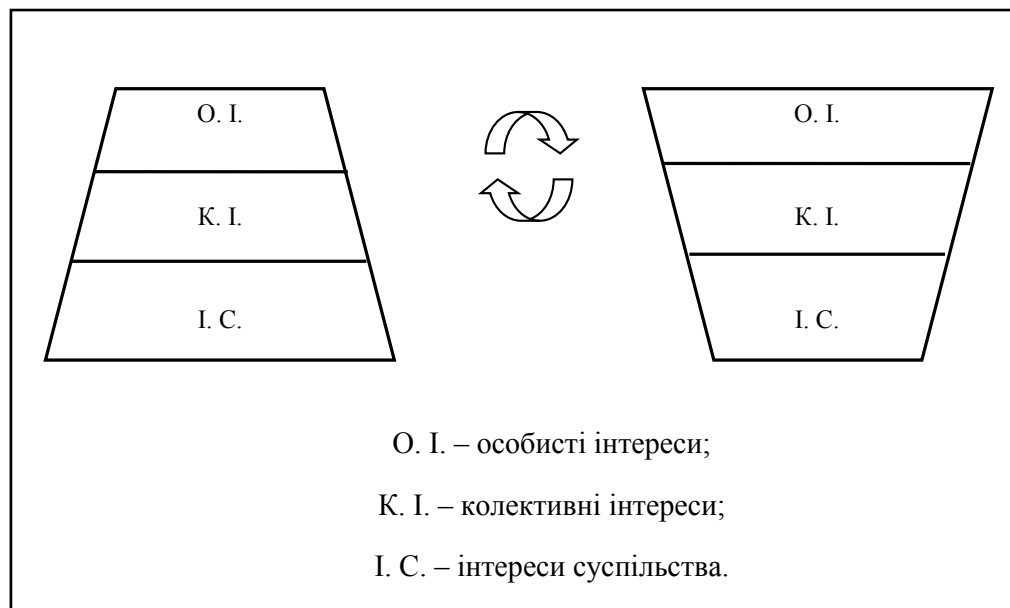 О. І.
К. І.
І. С.
О. І.
К. І.
І. С.
О. І. – особисті інтереси;
К. І. – колективні інтереси;
І. С. – інтереси суспільства.